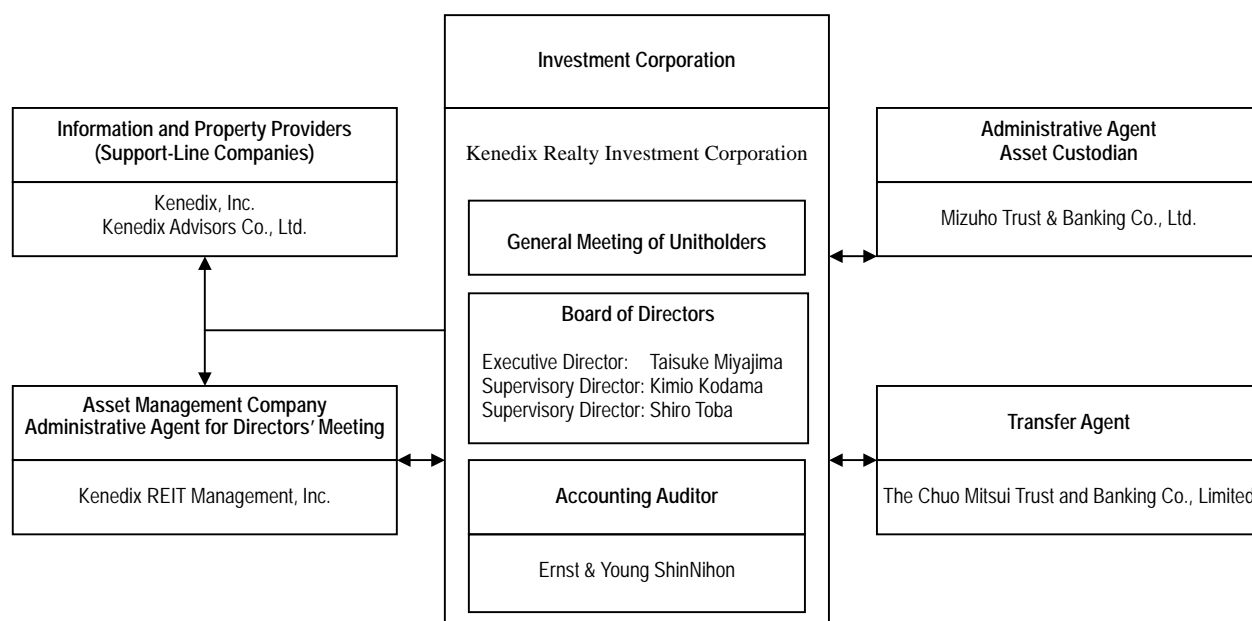 Investment Corporation
Kenedix Realty Investment Corporation
General Meeting of Unitholders
Board of Directors
Executive Director: Taisuke Miyajima
Supervisory Director: Kimio Kodama
Supervisory Director: Shiro Toba
Accounting Auditor
Ernst & Young ShinNihon
Information and Property Providers
(Support-Line Companies)
Kenedix, Inc.
Kenedix Advisors Co., Ltd.
Asset Management Company
Administrative Agent for Directors’ Meeting
Kenedix REIT Management, Inc.
Administrative Agent
Asset Custodian
Mizuho Trust & Banking Co., Ltd.
Transfer Agent
The Chuo Mitsui Trust and Banking Co., Limited